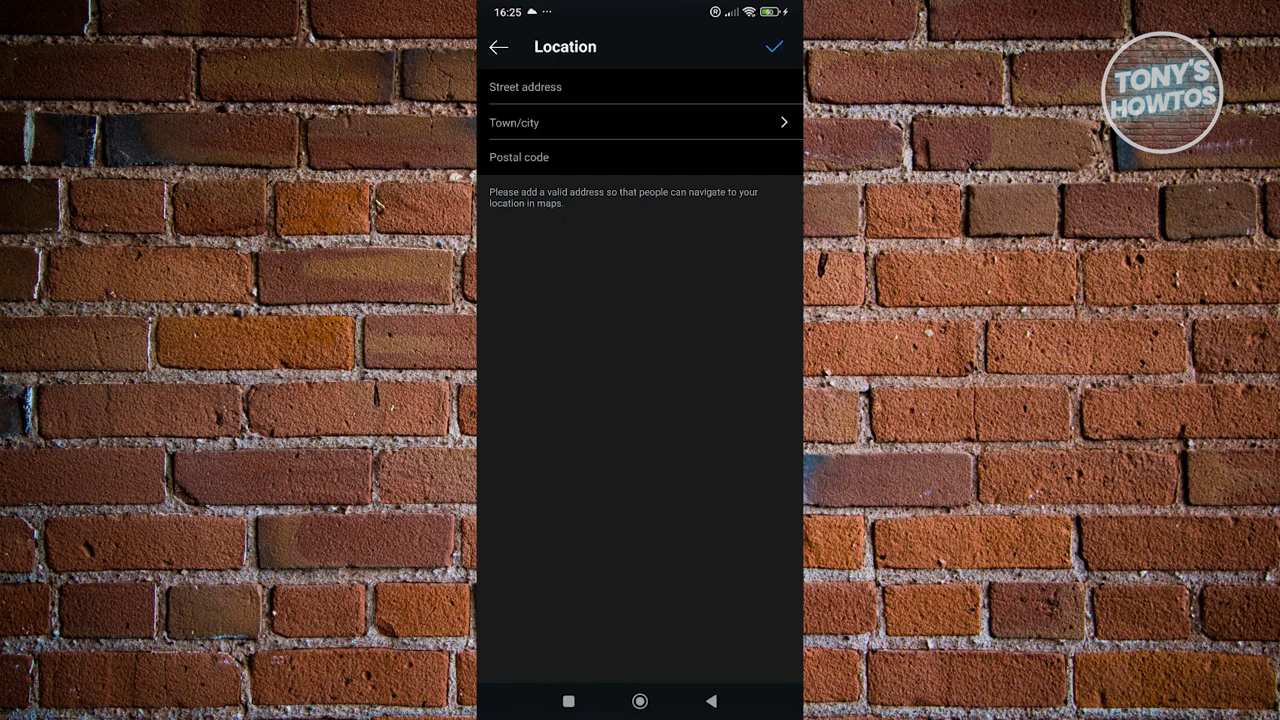 16:25
Location
Street address
Town/city
Postal code
Please add a valid address so that people can navigate to your
location in maps.
TONY'S
HOWTOS